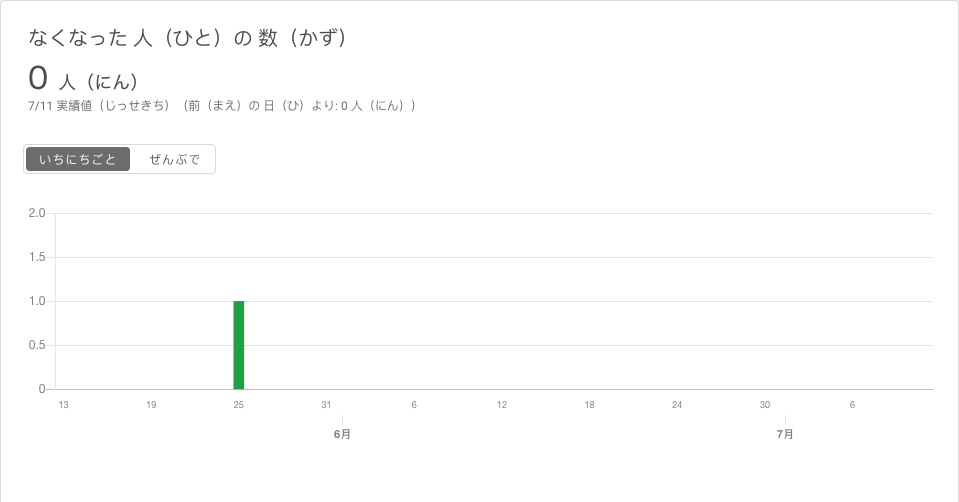 なくなった 人（ひと）の 数（かず）
0 人（にん）
7/11 実績値（じっせきち）（前（まえ）の 日（ひ）より: 0 人（にん））
いちにちごと ぜんぶで
2.0
1.5
1.0
0.5
0
13 19 25 31 6 12 18 24 30 6
6月 7月